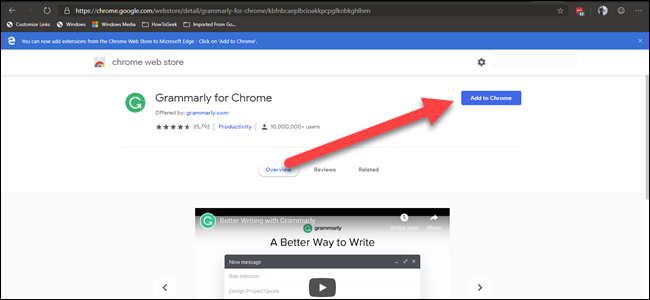 https://chrome.google.com/webstore/detail/grammarly-for-chrome/kbfnbcaeplbcioakkpcpgfkobkghlhen
Customize Links Windows Windows Media HowToGeek Imported From Goo...
You can now add extensions from the Chrome Web Store to Microsoft Edge - Click on 'Add to Chrome'.
chrome web store
Grammarly for Chrome
Add to Chrome
Offered by: grammarly.com
35,792 Productivity 10,000,000+ users
Overview Reviews Related
Better Writing with Grammarly
Watch later Share
grammarly
A Better Way to Write
New message
Bob Johnson
Design Project Quote